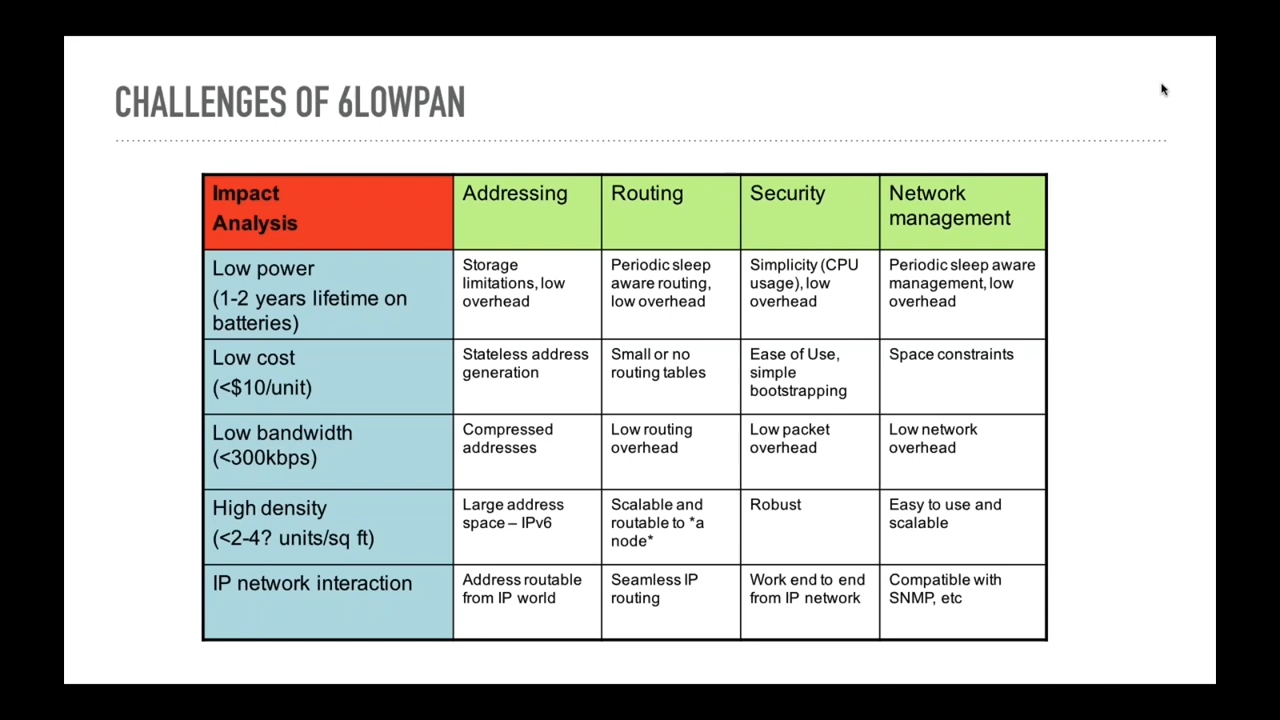 CHALLENGES OF 6LOWPAN
Impact
Analysis
Addressing
Routing
Security
Network
management
Low power
(1-2 years lifetime on
batteries)
Storage
limitations, low
overhead
Periodic sleep
aware routing,
low overhead
Simplicity (CPU
usage), low
overhead
Periodic sleep aware
management, low
overhead
Low cost
(<$10/unit)
Stateless address
generation
Small or no
routing tables
Ease of Use,
simple
bootstrapping
Space constraints
Low bandwidth
(<300kbps)
Compressed
addresses
Low routing
overhead
Low packet
overhead
Low network
overhead
High density
(<2-4? units/sq ft)
Large address
space – IPv6
Scalable and
routable to *a
node*
Robust
Easy to use and
scalable
IP network interaction
Address routable
from IP world
Seamless IP
routing
Work end to end
from IP network
Compatible with
SNMP, etc